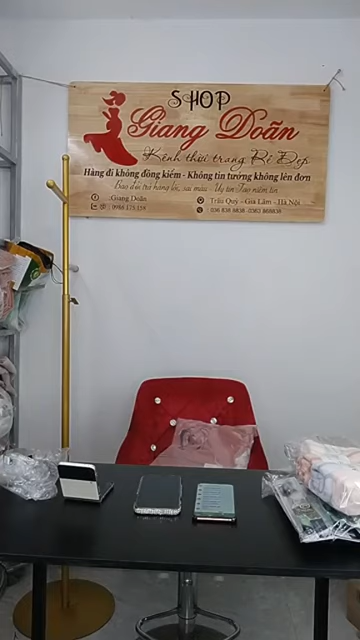 SHOP
Giang Doãn
Kênh thời trang Rẻ Đẹp
Hàng đi không đồng kiểm - Không tin tưởng không lên đơn
Bao đổi trả hàng lỗi, sai mẫu - Uy tín Tạo niềm tin
Giang Doãn
Trâu Quỳ - Gia Lâm - Hà Nội